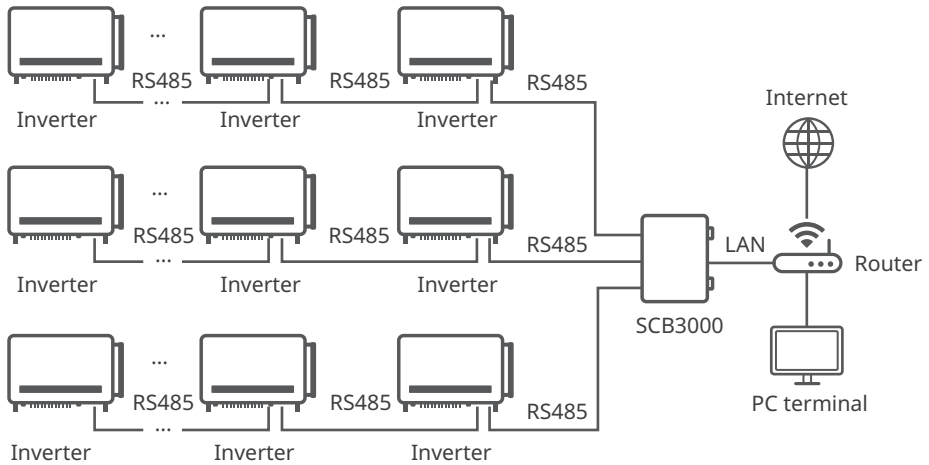 ...
RS485 RS485 RS485
...
Inverter Inverter Inverter
Internet
...
RS485 RS485 RS485
...
LAN
Router
Inverter Inverter Inverter
SCB3000
...
RS485 RS485 RS485
...
PC terminal
Inverter Inverter Inverter